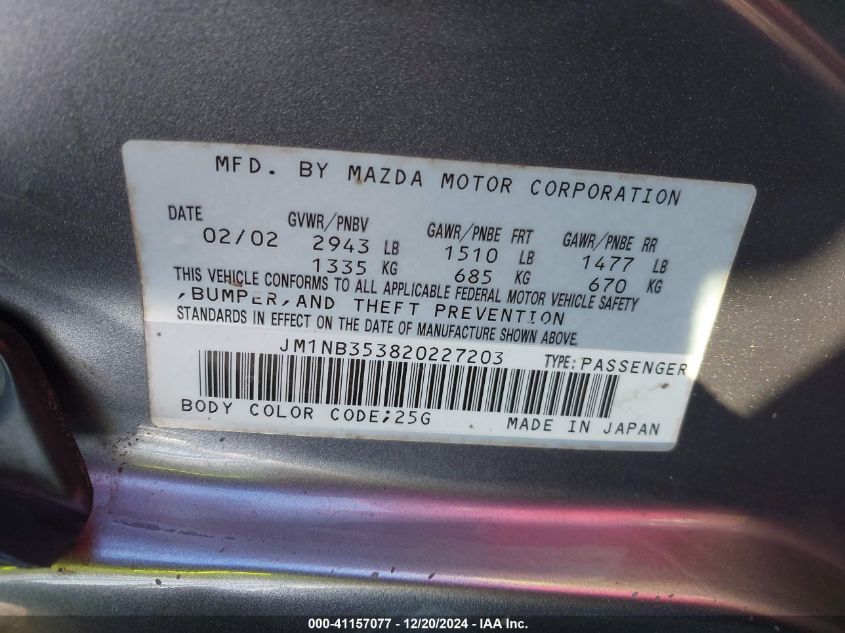 MFD. BY MAZDA MOTOR CORPORATION
DATE GVWR/PNBV GAWR/PNBE FRT GAWR/PNBE RR
02/02 2943 LB 1510 LB 1477 LB
1335 KG 685 KG 670 KG
THIS VEHICLE CONFORMS TO ALL APPLICABLE FEDERAL MOTOR VEHICLE SAFETY
,BUMPER,AND THEFT PREVENTION
STANDARDS IN EFFECT ON THE DATE OF MANUFACTURE SHOWN ABOVE.
JM1NB353820227203 TYPE:PASSENGER
BODY COLOR CODE;25G MADE IN JAPAN
000-41157077 - 12/20/2024 - IAA Inc.